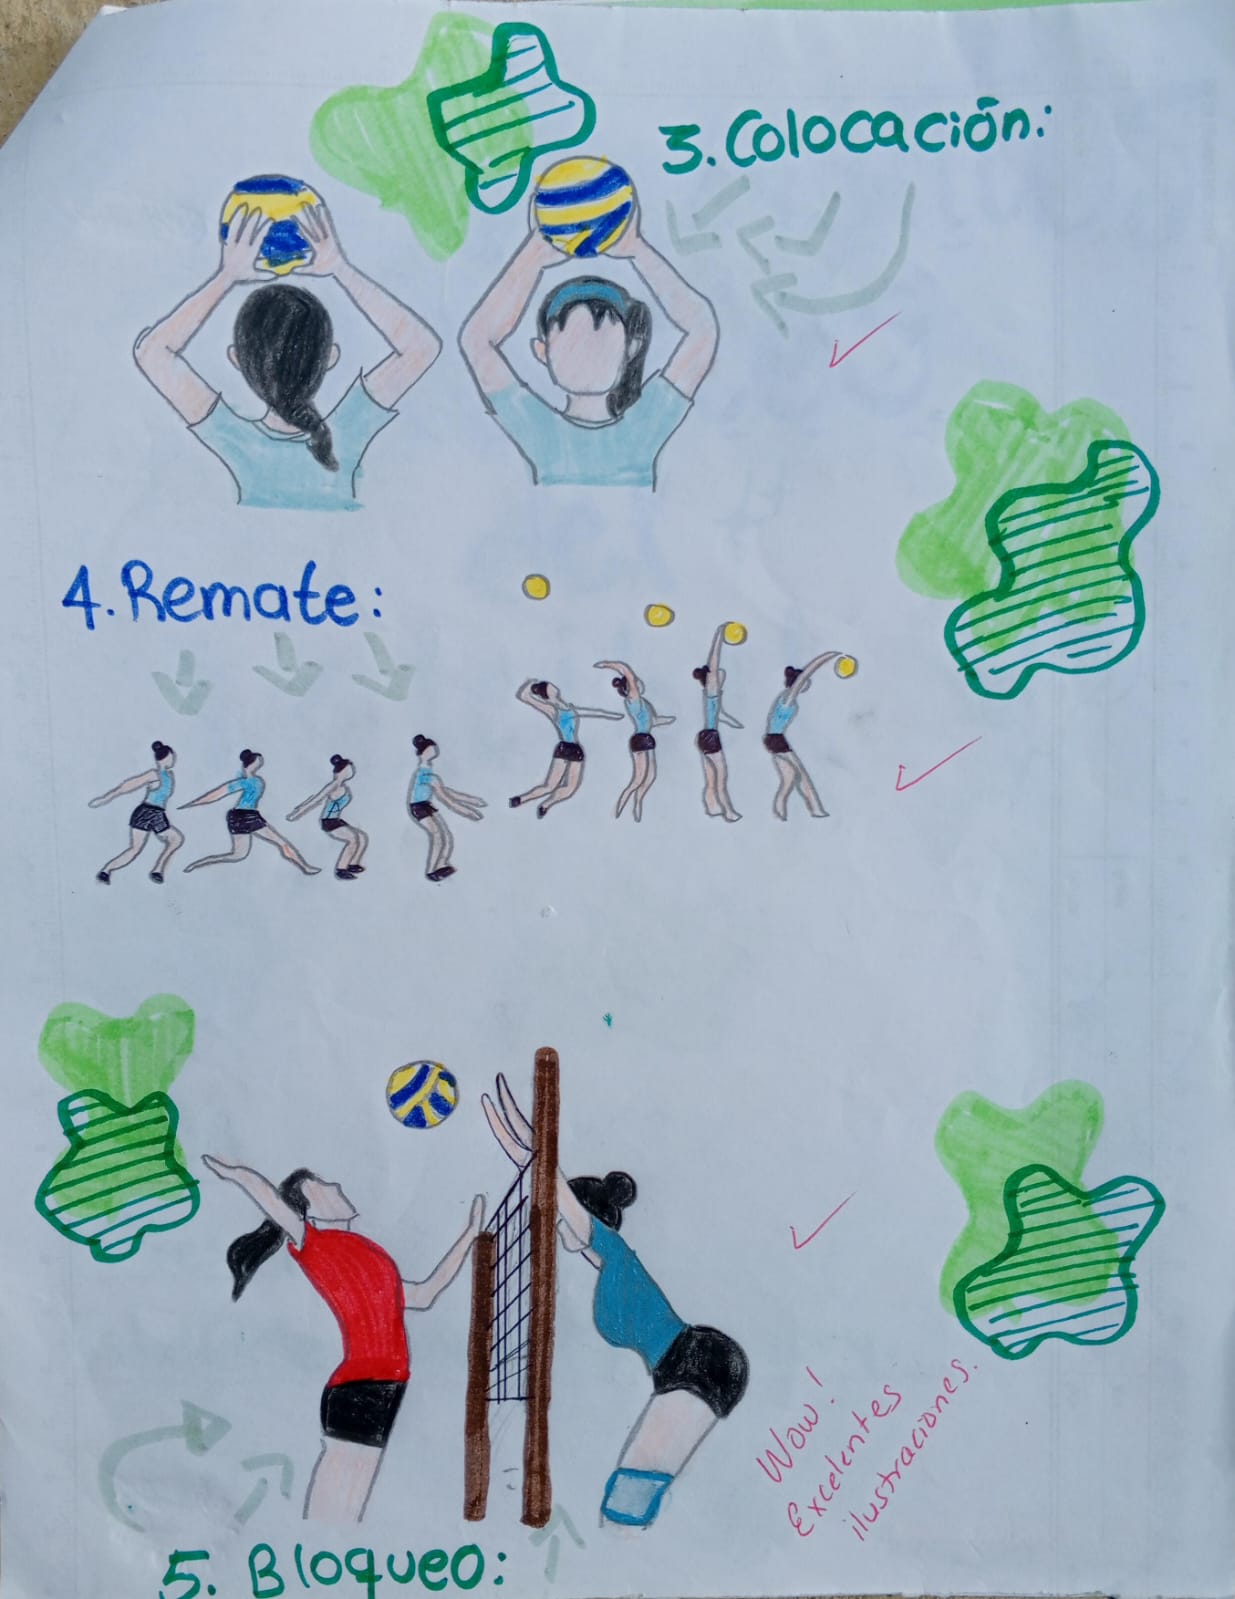 3. Colocación:
4. Remate:
Wow!
Excelentes
ilustraciones.
5. Bloqueo: